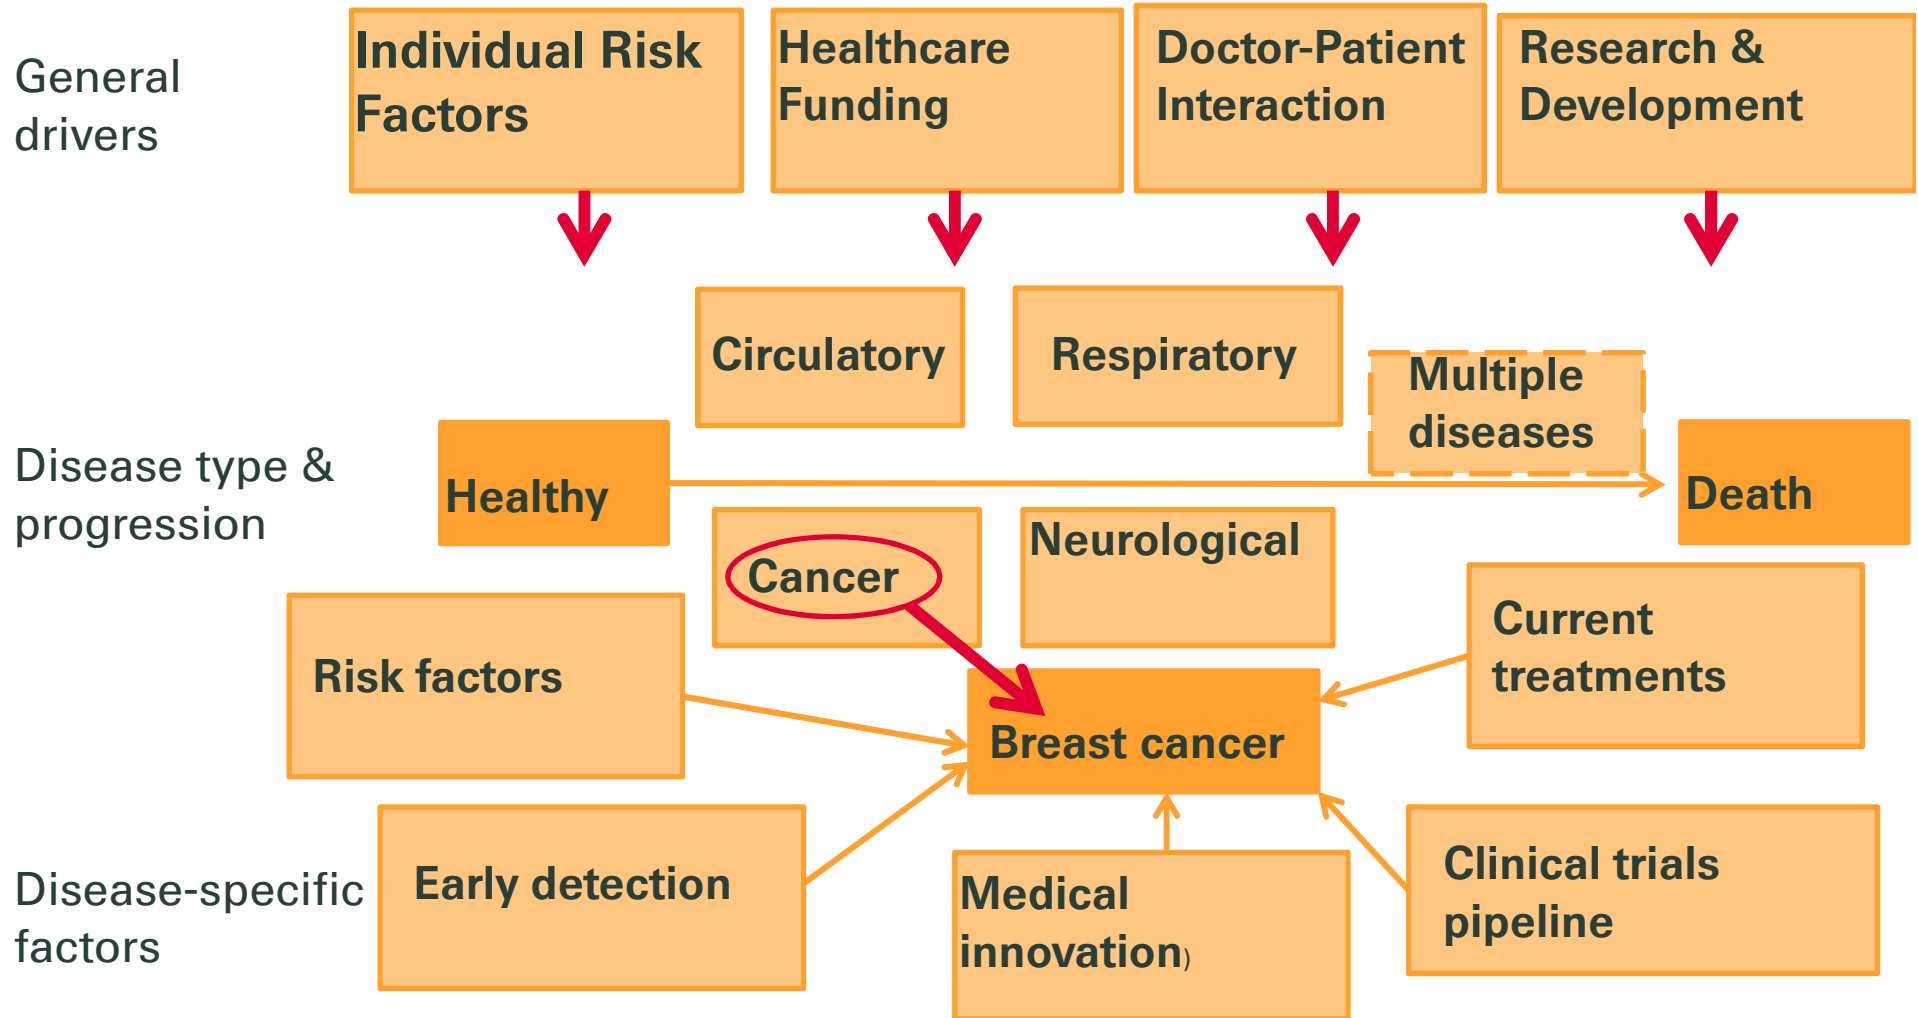 General
drivers
Individual Risk
Factors
Healthcare
Funding
Doctor-Patient
Interaction
Research &
Development
Disease type &
progression
Circulatory
Respiratory
Multiple
diseases
Healthy
Death
Cancer
Neurological
Disease-specific
factors
Risk factors
Breast cancer
Current
treatments
Early detection
Medical
innovation)
Clinical trials
pipeline